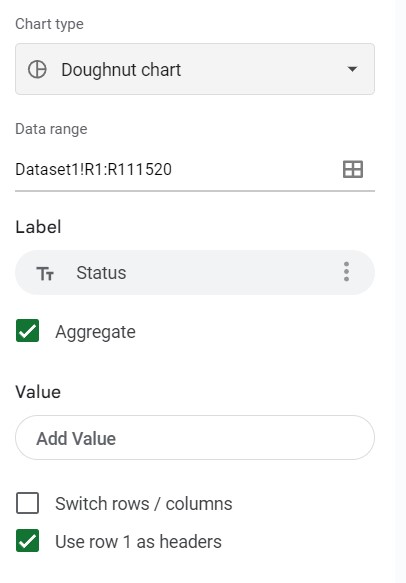 Chart type
Doughnut chart
Data range
Dataset1!R1:R111520
Label
Tt Status
Aggregate
Value
Add Value
Switch rows / columns
Use row 1 as headers